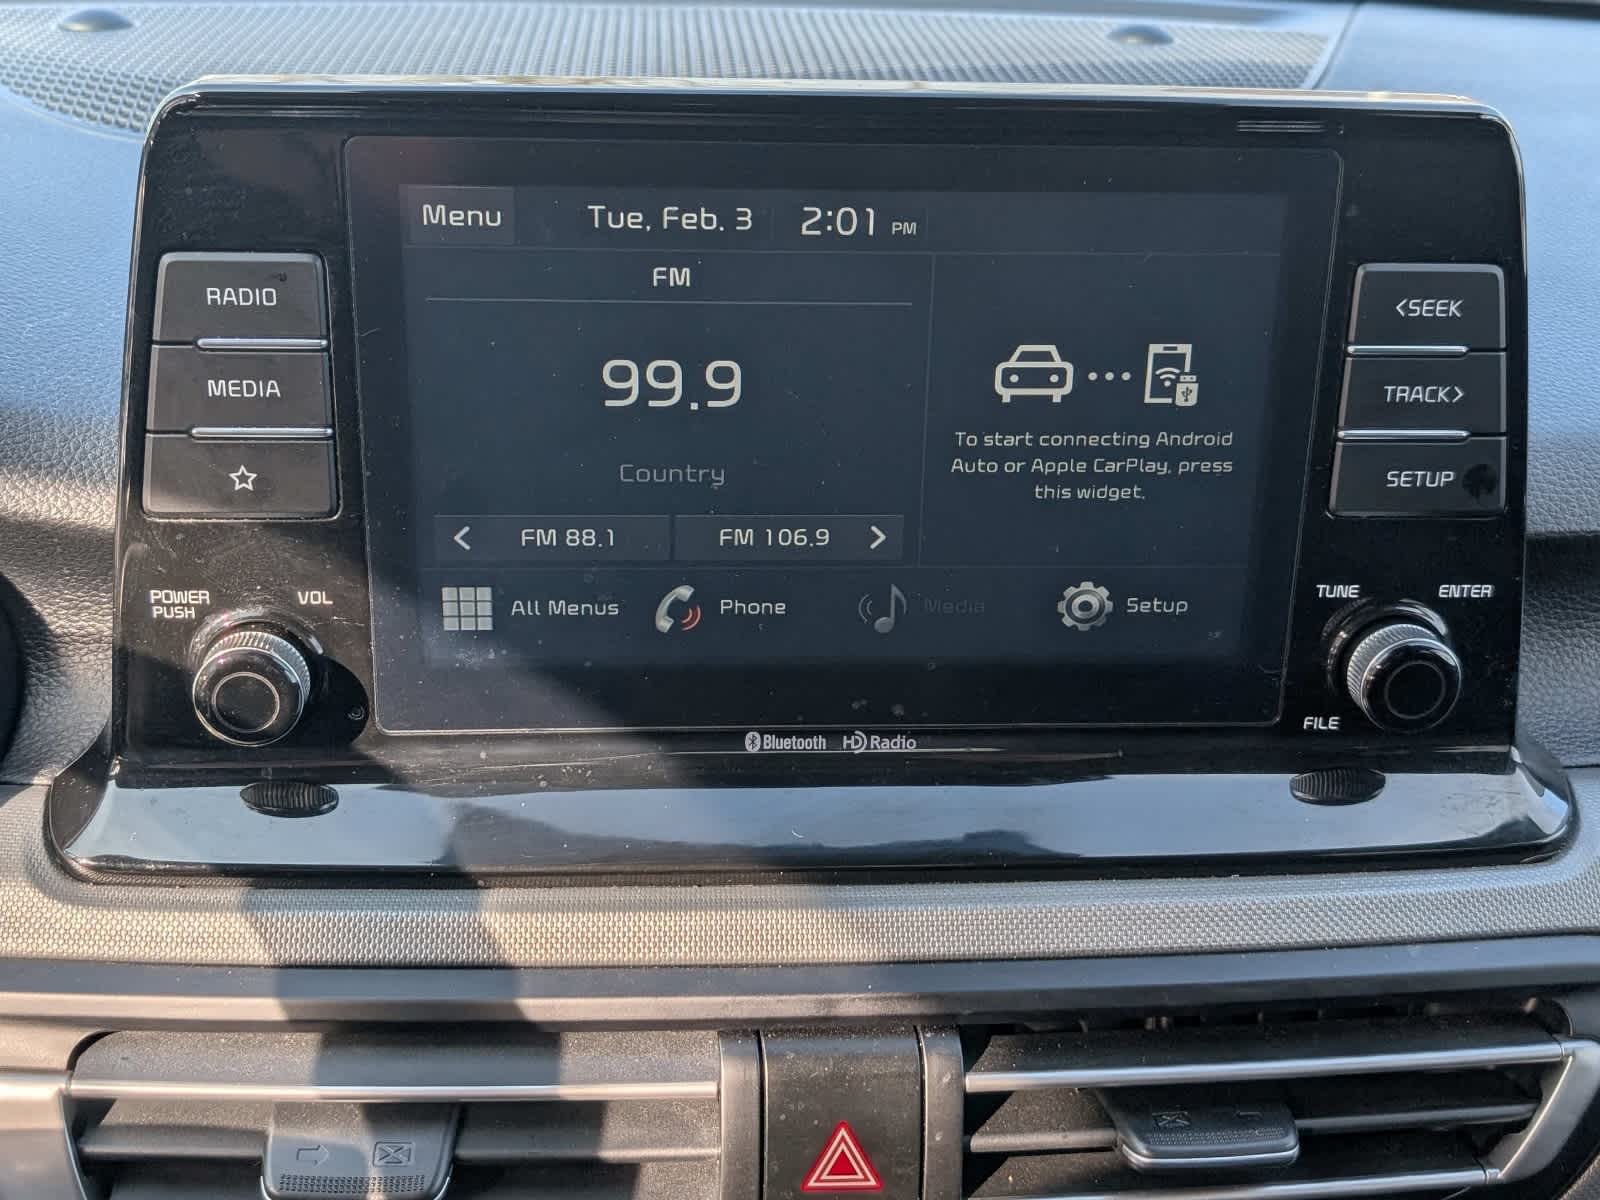 Menu Tue, Feb. 3 2:01 PM
FM
99.9
Country
< FM 88.1 FM 106.9 >
To start connecting Android
Auto or Apple CarPlay, press
this widget.
All Menus Phone Media Setup
RADIO
MEDIA
<SEEK
TRACK>
SETUP
POWER
PUSH
VOL
TUNE
ENTER
FILE
Bluetooth HD Radio